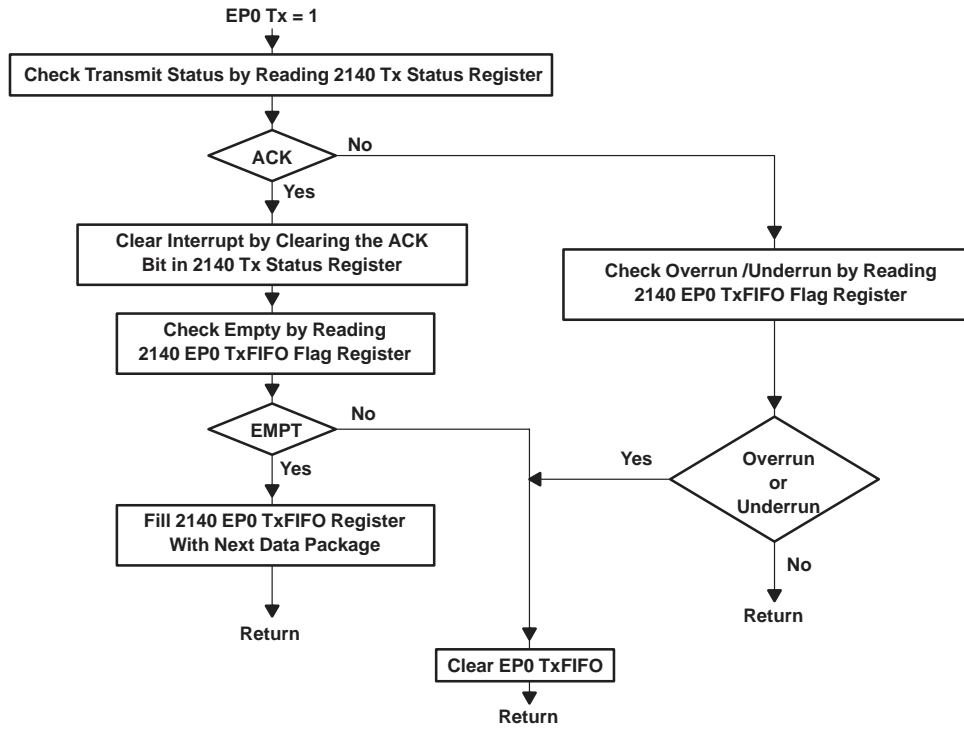 EP0 Tx = 1
Check Transmit Status by Reading 2140 Tx Status Register
ACK
No
Yes
Clear Interrupt by Clearing the ACK
Bit in 2140 Tx Status Register
Check Overrun /Underrun by Reading
2140 EP0 TxFIFO Flag Register
Check Empty by Reading
2140 EP0 TxFIFO Flag Register
EMPT
No
Yes
Yes
Overrun
or
Underrun
Fill 2140 EP0 TxFIFO Register
With Next Data Package
No
Return
Return
Clear EP0 TxFIFO
Return